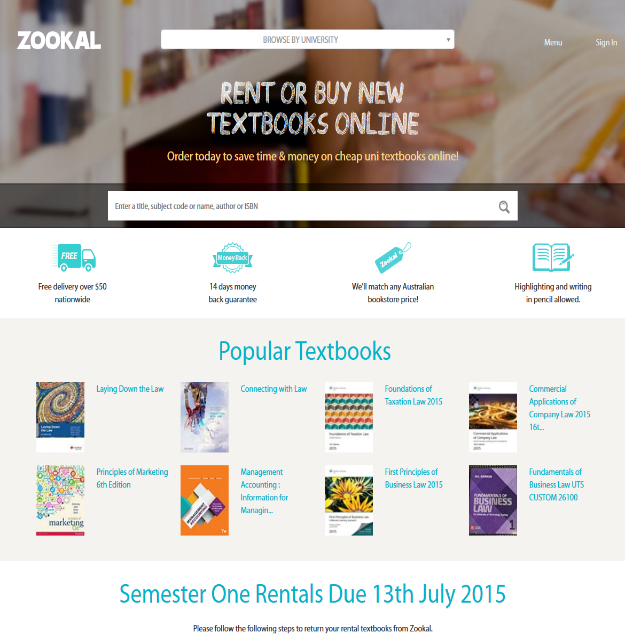 ZOOKAL
BROWSE BY UNIVERSITY
Menu
Sign In
RENT OR BUY NEW
TEXTBOOKS ONLINE
Order today to save time & money on cheap uni textbooks online!
Enter a title, subject code or name, author or ISBN
FREE
Money Back
Zookal
Free delivery over $50
nationwide
14 days money
back guarantee
We'll match any Australian
bookstore price!
Highlighting and writing
in pencil allowed.
Popular Textbooks
Laying Down the Law
Connecting with Law
Foundations of
Taxation Law 2015
Commercial
Applications of
Company Law 2015
16t...
Principles of Marketing
6th Edition
marketing
Management
Accounting :
Information for
Managin...
First Principles of
Business Law 2015
FUNDAMENTALS OF
BUSINESS
LAW
1
Fundamentals of
Business Law UTS
CUSTOM 26100
Semester One Rentals Due 13th July 2015
Please follow the following steps to return your rental textbooks from Zookal.